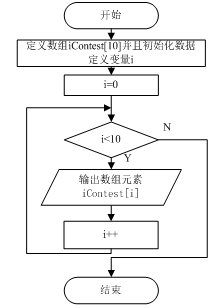 开始
定义数组iContest[10]并且初始化数据
定义变量i
i=0
i<10
N
Y
输出数组元素
iContest[i]
i++
结束